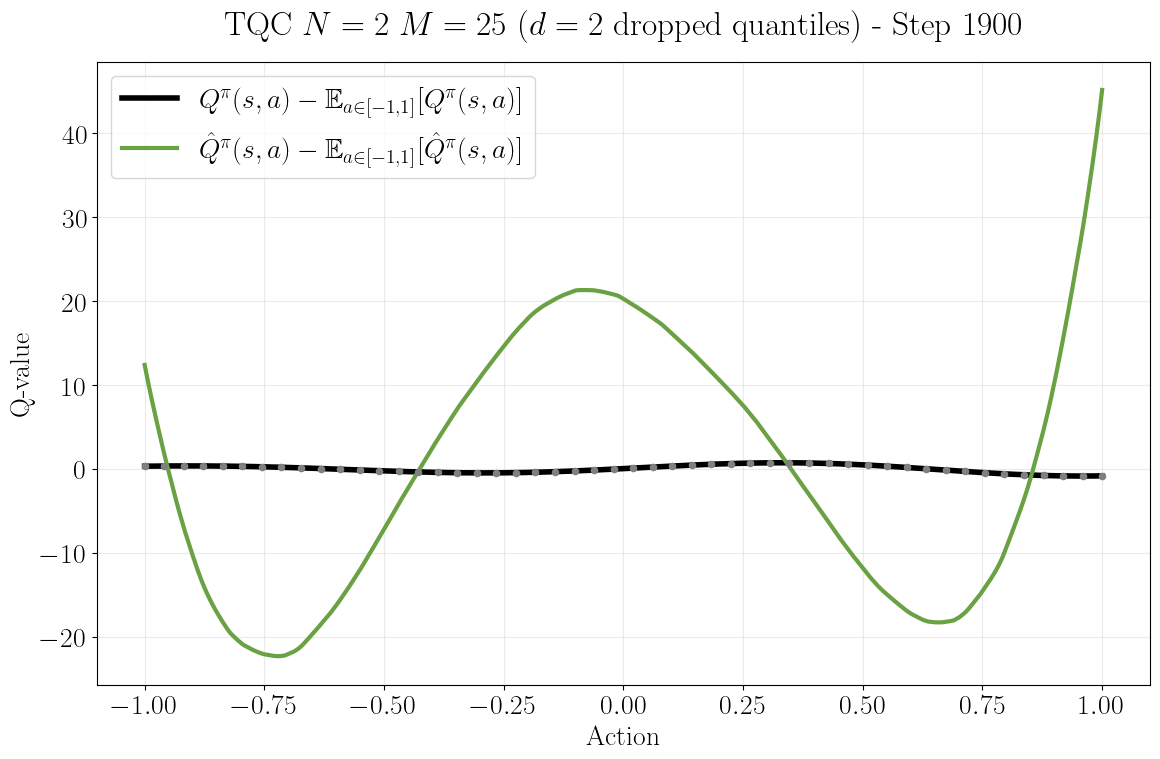 TQC N = 2 M = 25 (d = 2 dropped quantiles) - Step 1900
Q^π(s, a) − 𝔼_{a∈[−1,1]}[Q^π(s, a)]
Q̂^π(s, a) − 𝔼_{a∈[−1,1]}[Q̂^π(s, a)]
Q-value
40
30
20
10
0
−10
−20
−1.00 −0.75 −0.50 −0.25 0.00 0.25 0.50 0.75 1.00
Action